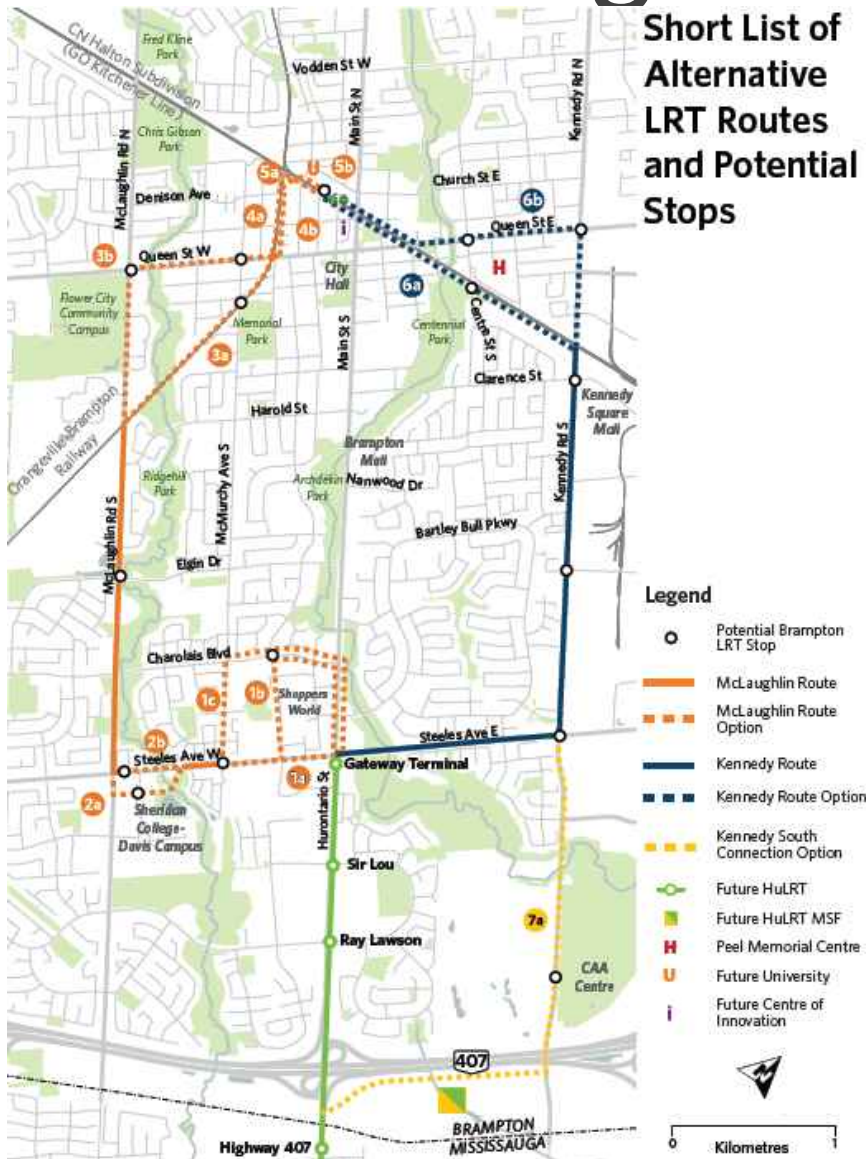 Short List of
Alternative
LRT Routes
and Potential
Stops
CN Halton Subdivision
(GO Kitchener Line)
Fred Kline
Park
Vodden St W
Main St N
Kennedy Rd N
McLaughlin Rd N
Chris Gibson
Park
5a
U
5b
Church St E
Denison Ave
4a
4b
i
6b
Queen St E
3b
Queen St W
City
Hall
6a
H
Flower City
Community
Campus
Memorial
Park
3a
Main St S
Centennial
Park
Centre St S
Clarence St
Kennedy
Square
Mall
Harold St
Orangeville-Brampton
Railway
Brampton
Mall
Kennedy Rd S
Ridgehill
Park
McMurchy Ave S
Archdekin
Park
Nanwood Dr
Bartley Bull Pkwy
McLaughlin Rd S
Elgin Dr
Charolais Blvd
1c
1b
Shoppers
World
2b
Steeles Ave W
Steeles Ave E
1a
Gateway Terminal
2a
Sheridan
College-
Davis Campus
Hurontario St
Sir Lou
Ray Lawson
7a
CAA
Centre
407
BRAMPTON
MISSISSAUGA
Highway 407
Legend
Potential Brampton
LRT Stop
McLaughlin Route
McLaughlin Route
Option
Kennedy Route
Kennedy Route Option
Kennedy South
Connection Option
Future HuLRT
Future HuLRT MSF
H
Peel Memorial Centre
U
Future University
i
Future Centre of
Innovation
N
0
1
Kilometres